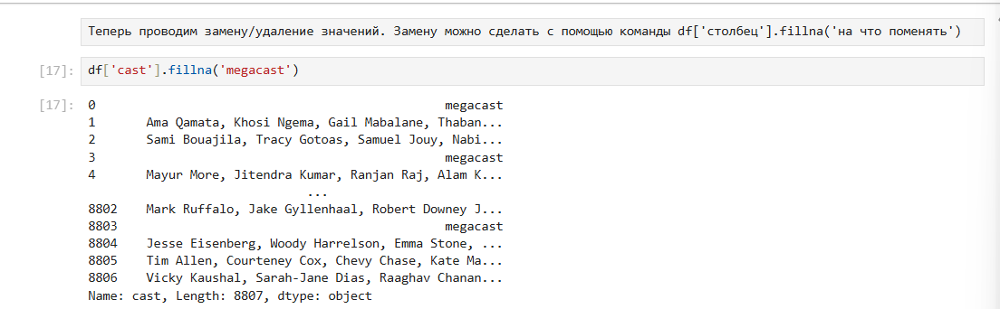 Теперь проводим замену/удаление значений. Замену можно сделать с помощью команды df['столбец'].fillna('на что поменять')
[17]: df['cast'].fillna('megacast')
[17]: 0 megacast
1 Ama Qamata, Khosi Ngema, Gail Mabalane, Thaban...
2 Sami Bouajila, Tracy Gotoas, Samuel Jouy, Nabi...
3 megacast
4 Mayur More, Jitendra Kumar, Ranjan Raj, Alam K...
...
8802 Mark Ruffalo, Jake Gyllenhaal, Robert Downey J...
8803 megacast
8804 Jesse Eisenberg, Woody Harrelson, Emma Stone, ...
8805 Tim Allen, Courteney Cox, Chevy Chase, Kate Ma...
8806 Vicky Kaushal, Sarah-Jane Dias, Raaghav Chanan...
Name: cast, Length: 8807, dtype: object